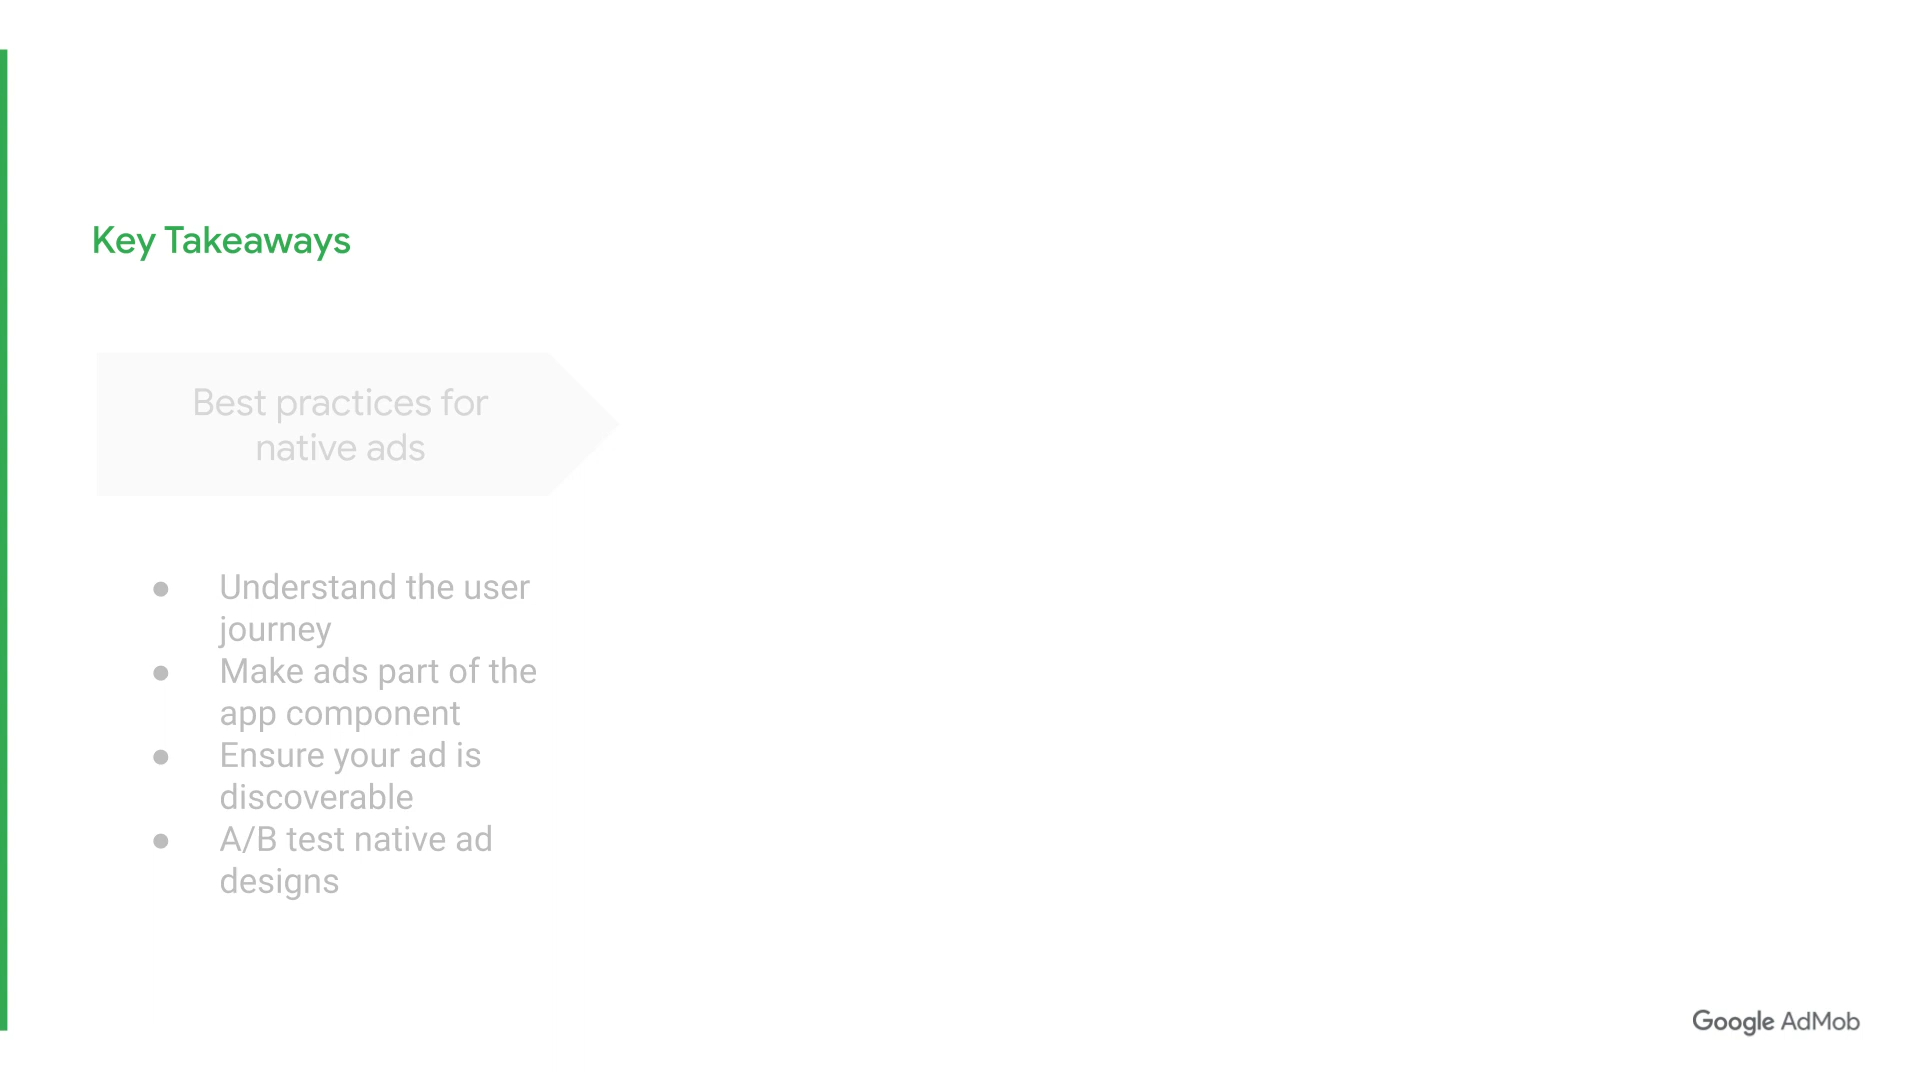 Key Takeaways
Best practices for
native ads
● Understand the user
journey
● Make ads part of the
app component
● Ensure your ad is
discoverable
● A/B test native ad
designs
Google AdMob